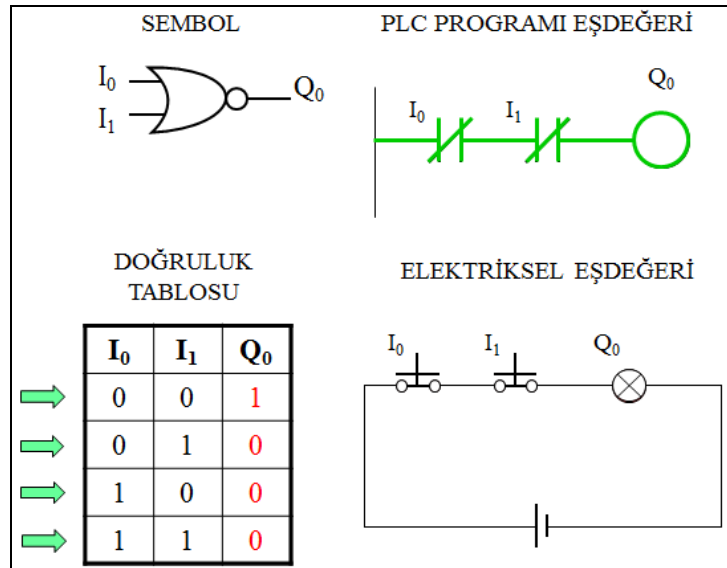 SEMBOL
I₀
I₁
Q₀
PLC PROGRAMI EŞDEĞERİ
I₀ I₁ Q₀
DOĞRULUK
TABLOSU
I₀ I₁ Q₀
0 0 1
0 1 0
1 0 0
1 1 0
ELEKTRİKSEL EŞDEĞERİ
I₀ I₁ Q₀